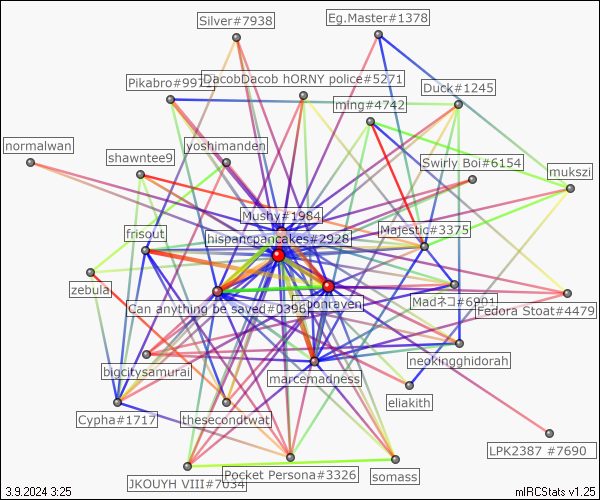 Eg.Master#1378
Silver#7938
DacobDacob hORNY police#5271
Pikabro#997
Duck#1245
ming#4742
normalwan
yoshimanden
shawntee9
Swirly Boi#6154
mukszi
Mushy#1984
Majestic#3375
frisout
hispancpancakes#2928
zebula
Can anything be saved#0396
ponraven
Madネコ#6801
Fedora Stoat#4479
bigcitysamurai
neokingghidorah
marcemadness
eliakith
Cypha#1717
thesecondtwat
LPK2387 #7690
JKOUYH VIII#7034
Pocket Persona#3326
somass
3.9.2024 3:25
mIRCStats v1.25